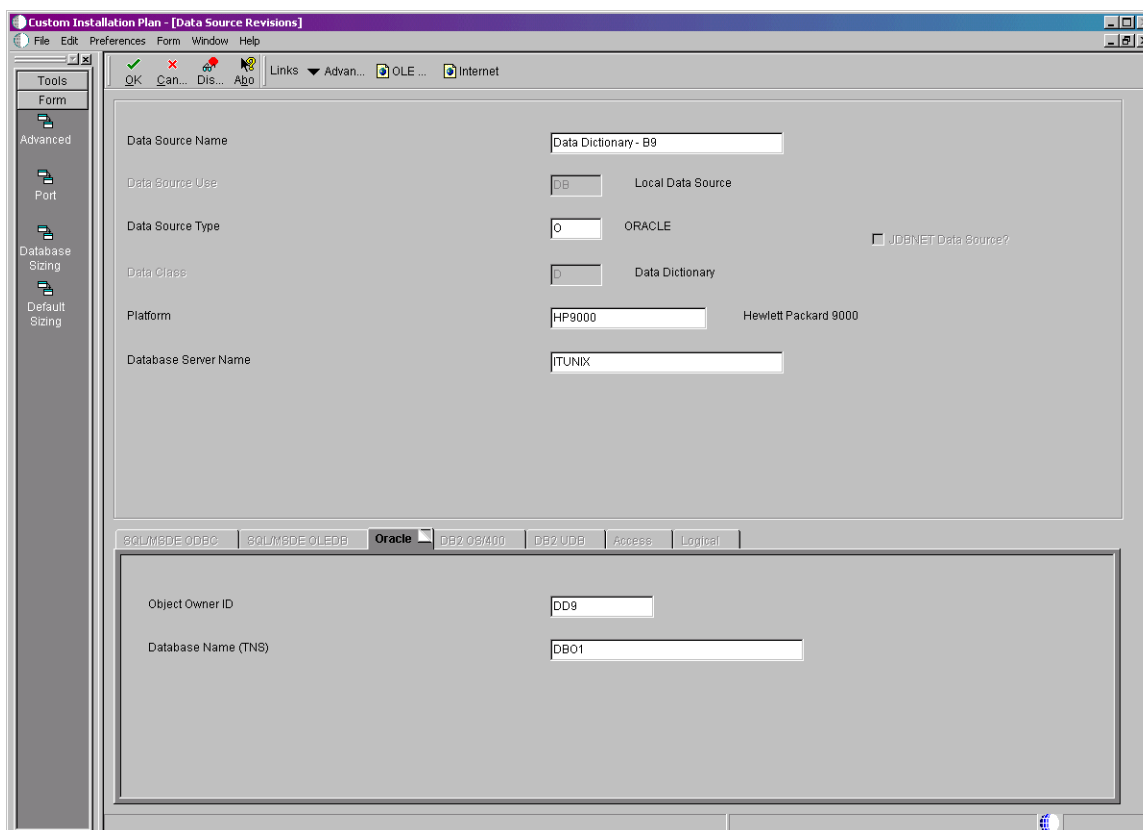 Custom Installation Plan - [Data Source Revisions]
File Edit Preferences Form Window Help
OK Can... Dis... Abo Links Advan... OLE ... Internet
Tools
Form
Advanced
Port
Database Sizing
Default Sizing
Data Source Name Data Dictionary - B9
Data Source Use DB Local Data Source
Data Source Type O ORACLE
JDBNET Data Source?
Data Class D Data Dictionary
Platform HP9000 Hewlett Packard 9000
Database Server Name ITUNIX
SQL/MSDE ODBC SQL/MSDE OLEDB Oracle DB2 OS/400 DB2 UDB Access Logical
Object Owner ID DD9
Database Name (TNS) DBO1